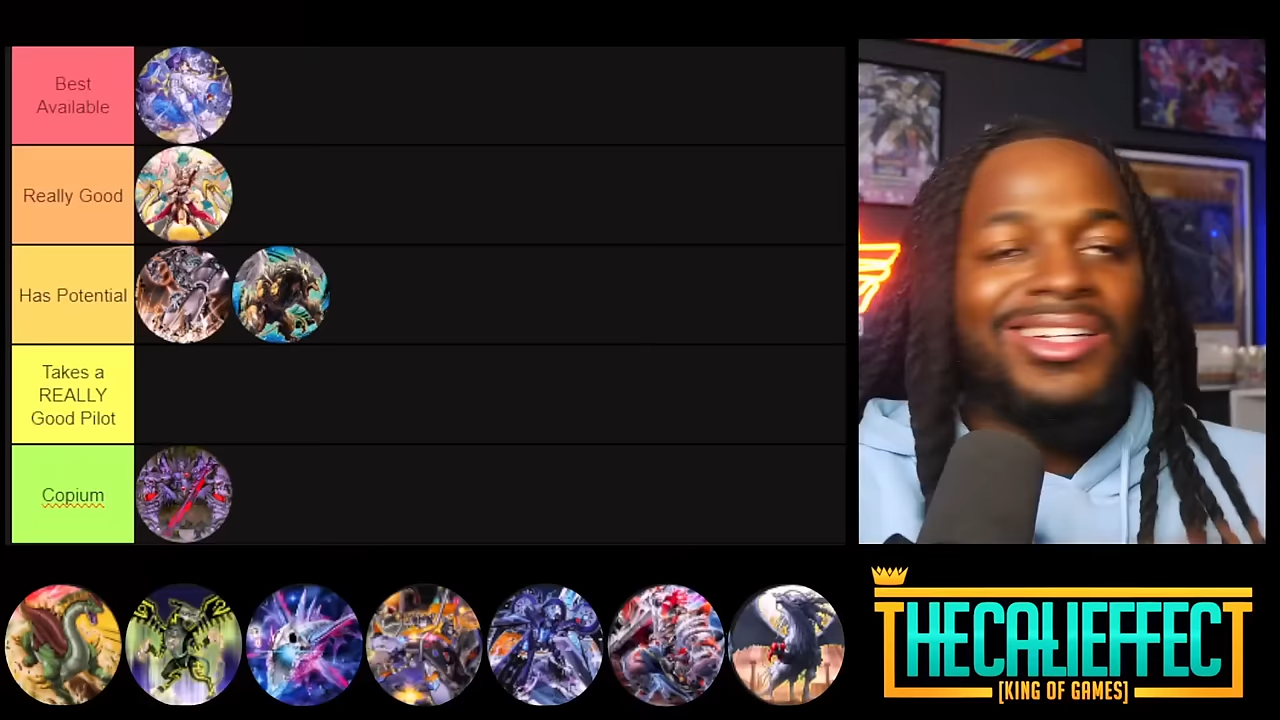 Best
Available
Really Good
Has Potential
Takes a
REALLY
Good Pilot
Copium
THECALIEFFECT
[KING OF GAMES]